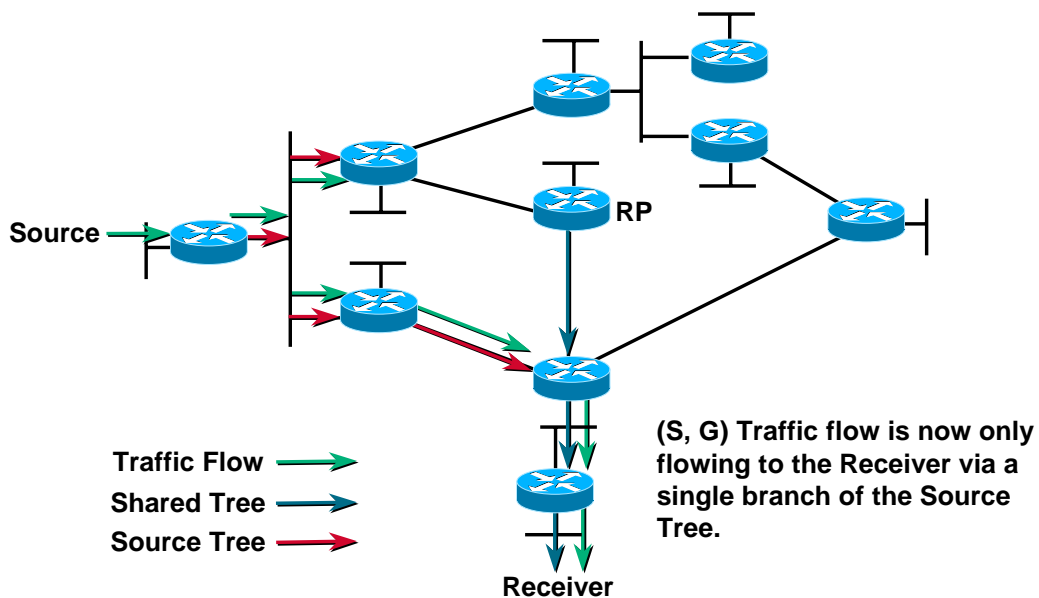 RP
Source
(S, G) Traffic flow is now only
flowing to the Receiver via a
single branch of the Source
Tree.
Traffic Flow
Shared Tree
Source Tree
Receiver